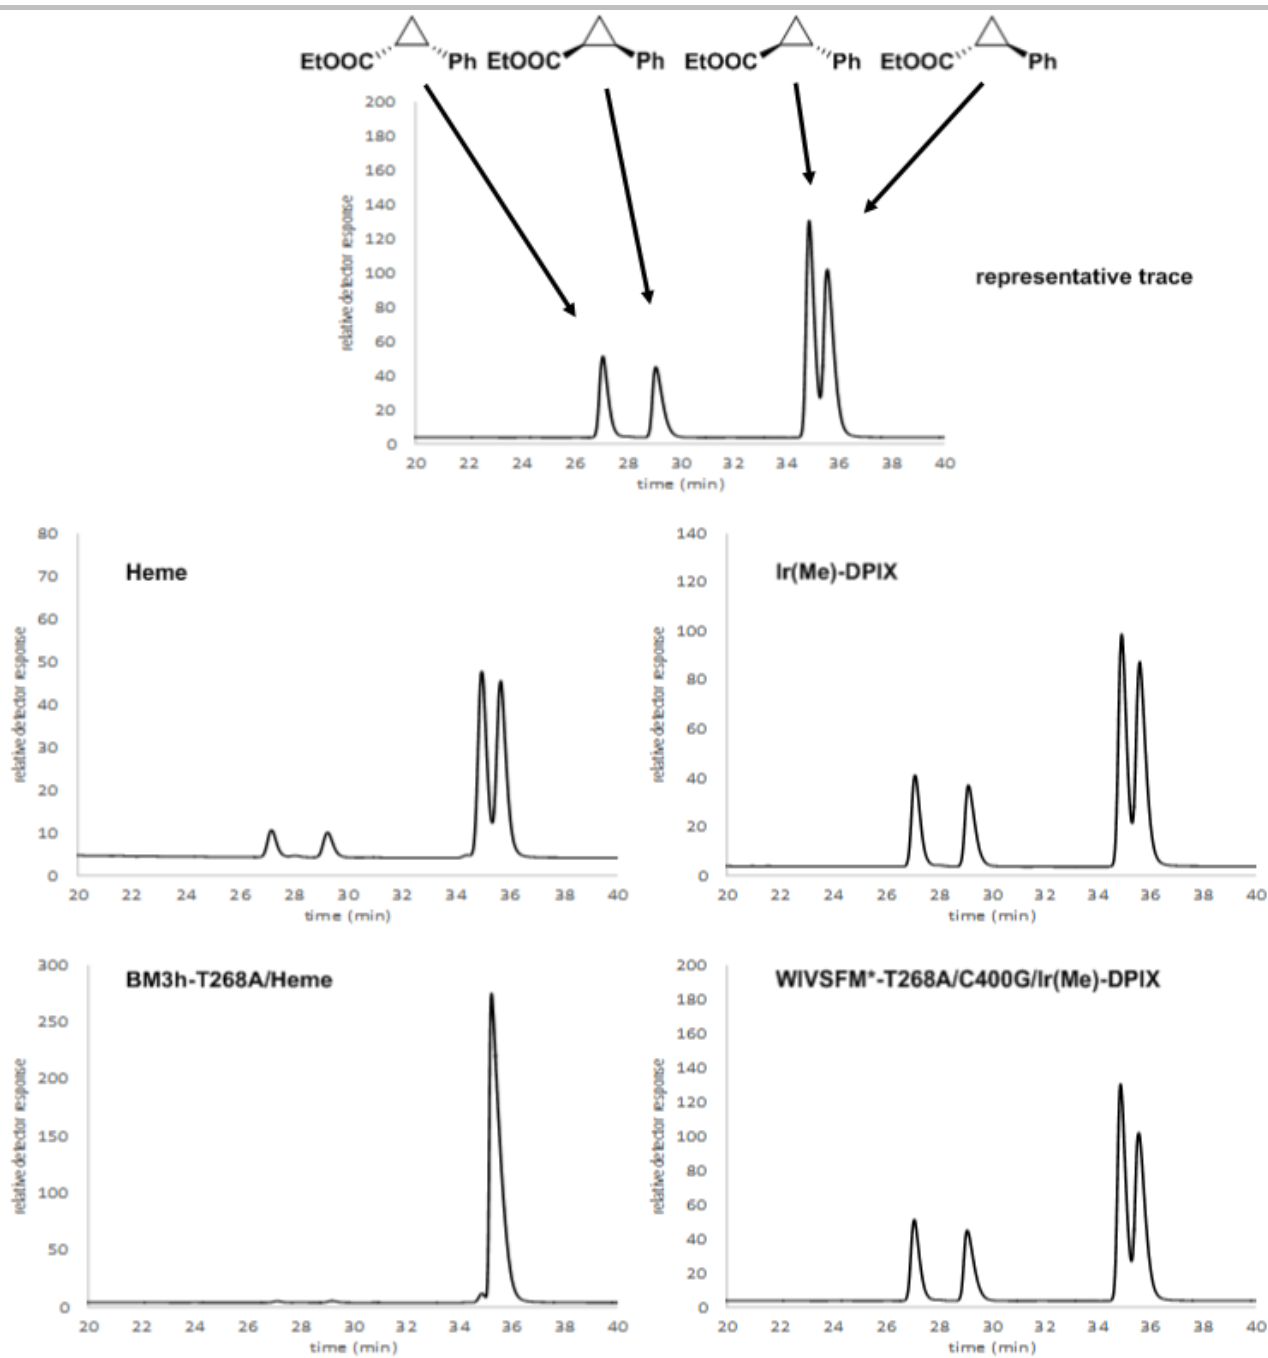 EtOOC Ph EtOOC Ph EtOOC Ph EtOOC Ph
200
180
160
140
120
100
80
60
40
20
0
relative detector response
representative trace
20 22 24 26 28 30 32 34 36 38 40
time (min)
Heme
80
70
60
50
40
30
20
10
0
relative detector response
20 22 24 26 28 30 32 34 36 38 40
time (min)
Ir(Me)-DPIX
140
120
100
80
60
40
20
0
relative detector response
20 22 24 26 28 30 32 34 36 38 40
time (min)
BM3h-T268A/Heme
300
250
200
150
100
50
0
relative detector response
20 22 24 26 28 30 32 34 36 38 40
time (min)
WIVSFM*-T268A/C400G/Ir(Me)-DPIX
200
180
160
140
120
100
80
60
40
20
0
relative detector response
20 22 24 26 28 30 32 34 36 38 40
time (min)